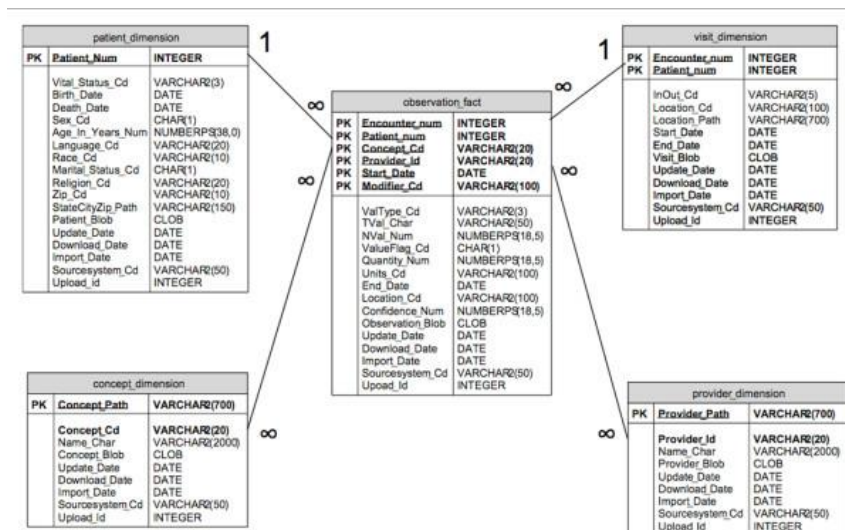 patient_dimension
PK Patient_Num INTEGER
Vital_Status_Cd VARCHAR2(3)
Birth_Date DATE
Death_Date DATE
Sex_Cd CHAR(1)
Age_In_Years_Num NUMBERPS(38,0)
Language_Cd VARCHAR2(20)
Race_Cd VARCHAR2(10)
Marital_Status_Cd CHAR(1)
Religion_Cd VARCHAR2(20)
Zip_Cd VARCHAR2(10)
StateCityZip_Path VARCHAR2(150)
Patient_Blob CLOB
Update_Date DATE
Download_Date DATE
Import_Date DATE
Sourcesystem_Cd VARCHAR2(50)
Upload_id INTEGER
1
∞
∞
observation_fact
PK Encounter_num INTEGER
PK Patient_num INTEGER
PK Concept_Cd VARCHAR2(20)
PK Provider_Id VARCHAR2(20)
PK Start_Date DATE
PK Modifier_Cd VARCHAR2(100)
ValType_Cd VARCHAR2(3)
TVal_Char VARCHAR2(50)
NVal_Num NUMBERPS(18,5)
ValueFlag_Cd CHAR(1)
Quantity_Num NUMBERPS(18,5)
Units_Cd VARCHAR2(100)
End_Date DATE
Location_Cd VARCHAR2(100)
Confidence_Num NUMBERPS(18,5)
Observation_Blob CLOB
Update_Date DATE
Download_Date DATE
Import_Date DATE
Sourcesystem_Cd VARCHAR2(50)
Upoad_Id INTEGER
1
∞
∞
visit_dimension
PK Encounter_num INTEGER
PK Patient_num INTEGER
InOut_Cd VARCHAR2(5)
Location_Cd VARCHAR2(100)
Location_Path VARCHAR2(700)
Start_Date DATE
End_Date DATE
Visit_Blob CLOB
Update_Date DATE
Download_Date DATE
Import_Date DATE
Sourcesystem_Cd VARCHAR2(50)
Upload_Id INTEGER
concept_dimension
PK Concept_Path VARCHAR2(700)
Concept_Cd VARCHAR2(20)
Name_Char VARCHAR2(2000)
Concept_Blob CLOB
Update_Date DATE
Download_Date DATE
Import_Date DATE
Sourcesystem_Cd VARCHAR2(50)
Upload_Id INTEGER
∞
∞
provider_dimension
PK Provider_Path VARCHAR2(700)
Provider_Id VARCHAR2(20)
Name_Char VARCHAR2(2000)
Provider_Blob CLOB
Update_Date DATE
Download_Date DATE
Import_Date DATE
Sourcesystem_Cd VARCHAR2(50)
Upload_Id INTEGER